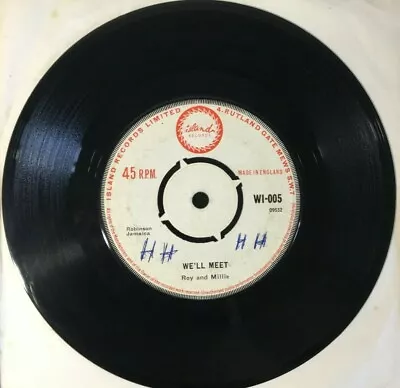 ISLAND RECORDS LIMITED 4, RUTLAND GATE MEWS S.W.7
island
RECORDS
45 R.P.M.
MADE IN ENGLAND
WI-005
Robinson
Jamaica
H H H H
WE'LL MEET
Roy and Millie